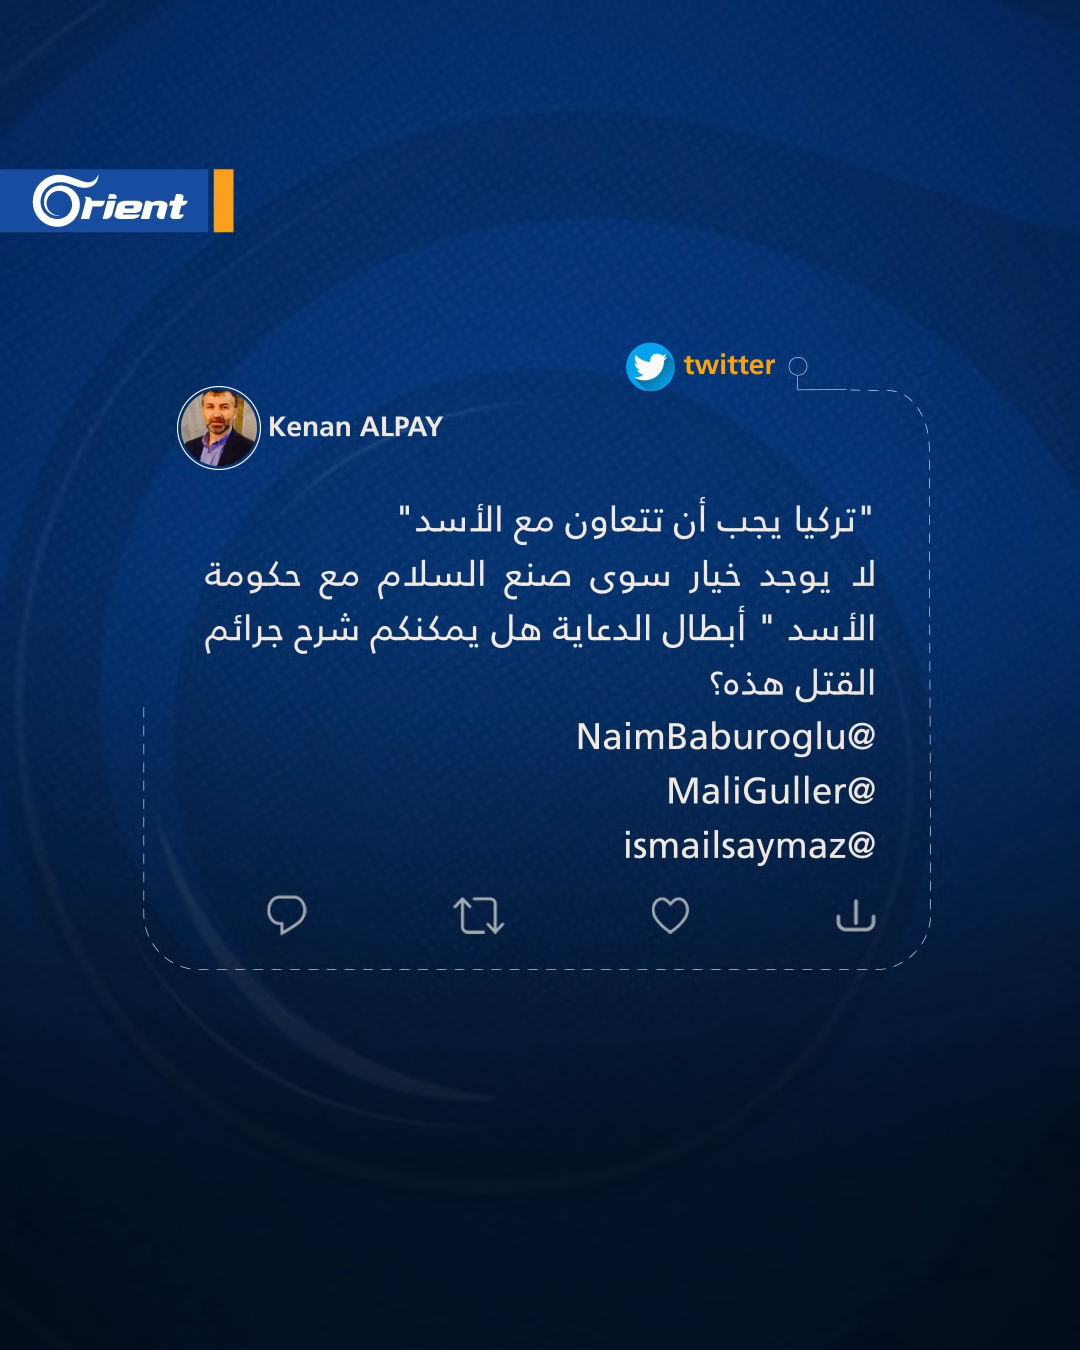 Orient
twitter
Kenan ALPAY
"تركيا يجب أن تتعاون مع الأسد"
لا يوجد خيار سوى صنع السلام مع حكومة
الأسد " أبطال الدعاية هل يمكنكم شرح جرائم
القتل هذه؟
NaimBaburoglu@
MaliGuller@
ismailsaymaz@